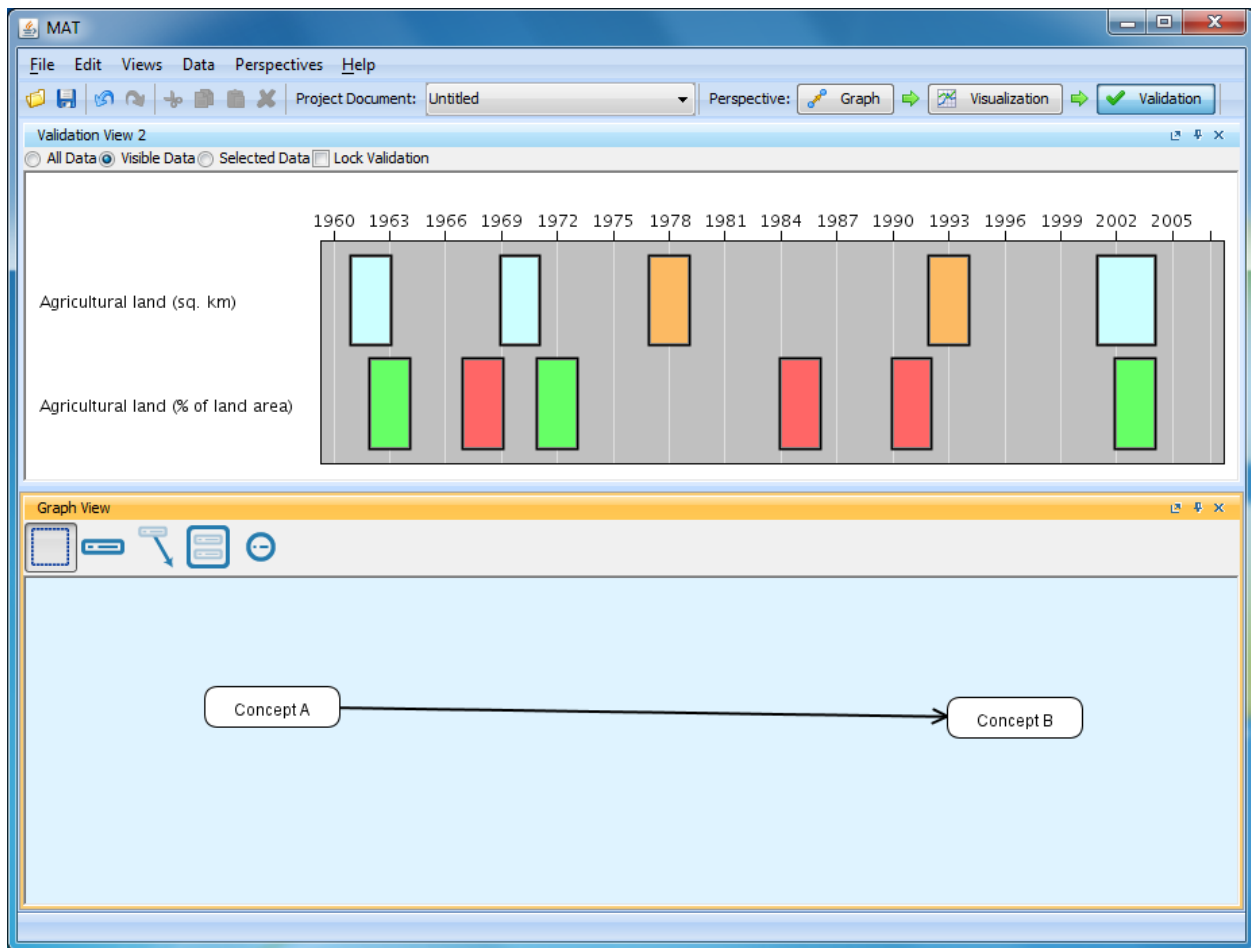 MAT
File Edit Views Data Perspectives Help
Project Document: Untitled Perspective: Graph Visualization Validation
Validation View 2
All Data Visible Data Selected Data Lock Validation
1960 1963 1966 1969 1972 1975 1978 1981 1984 1987 1990 1993 1996 1999 2002 2005
Agricultural land (sq. km)
Agricultural land (% of land area)
Graph View
Concept A
Concept B